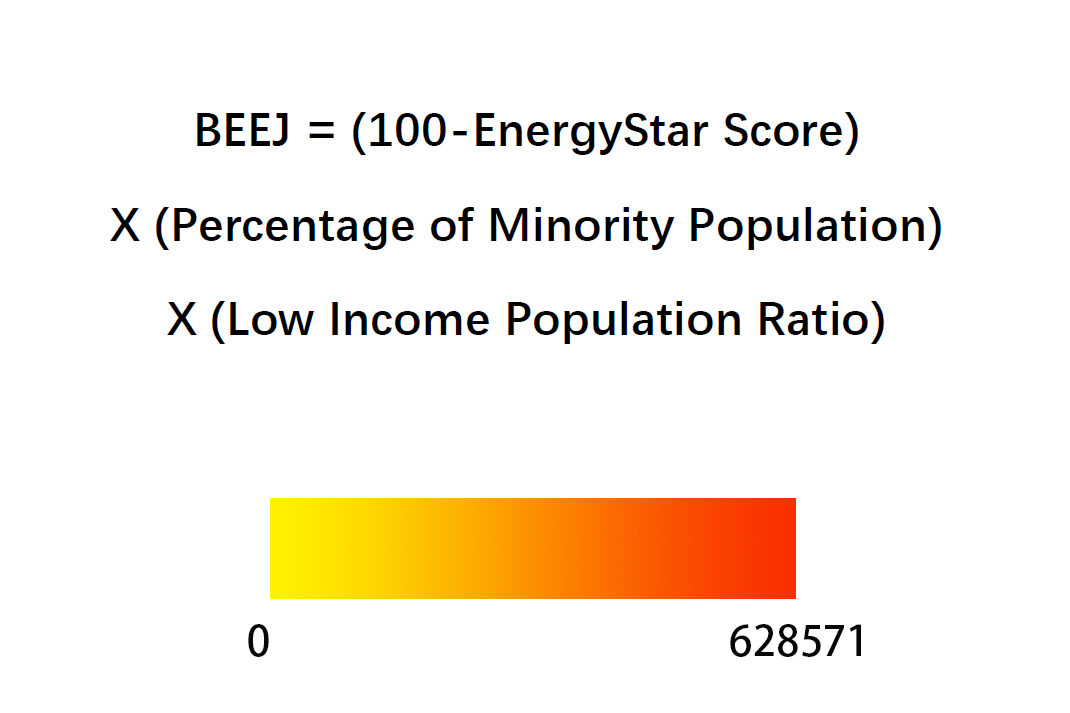 BEEJ = (100-EnergyStar Score)
X (Percentage of Minority Population)
X (Low Income Population Ratio)
0 628571